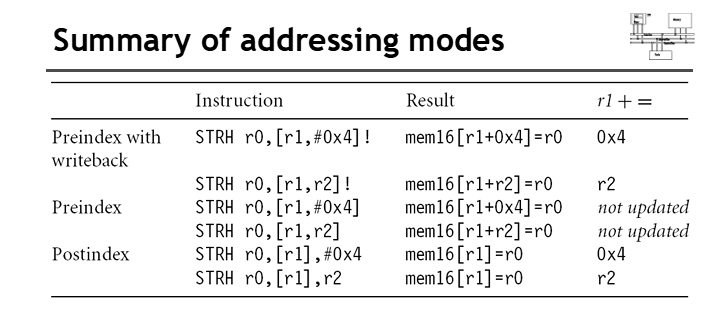 Summary of addressing modes
Instruction Result r1 + =
Preindex with writeback STRH r0,[r1,#0x4]! mem16[r1+0x4]=r0 0x4
STRH r0,[r1,r2]! mem16[r1+r2]=r0 r2
Preindex STRH r0,[r1,#0x4] mem16[r1+0x4]=r0 not updated
STRH r0,[r1,r2] mem16[r1+r2]=r0 not updated
Postindex STRH r0,[r1],#0x4 mem16[r1]=r0 0x4
STRH r0,[r1],r2 mem16[r1]=r0 r2